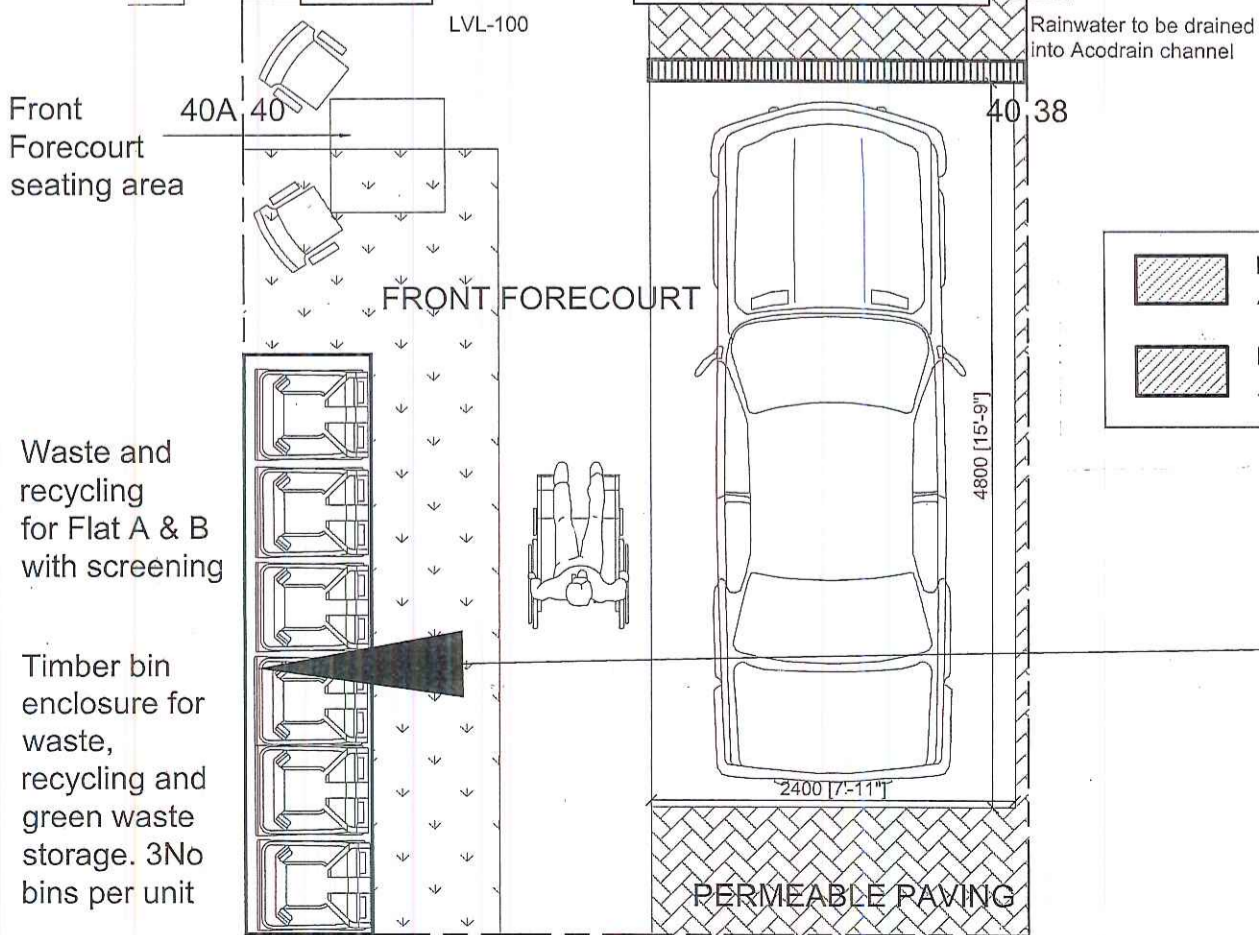 LVL-100
Rainwater to be drained
into Acodrain channel
Front
Forecourt
seating area
40A
40
40
38
FRONT FORECOURT
4800 [15'-9"]
Waste and
recycling
for Flat A & B
with screening
Timber bin
enclosure for
waste,
recycling and
green waste
storage. 3No
bins per unit
2400 [7'-11"]
PERMEABLE PAVING